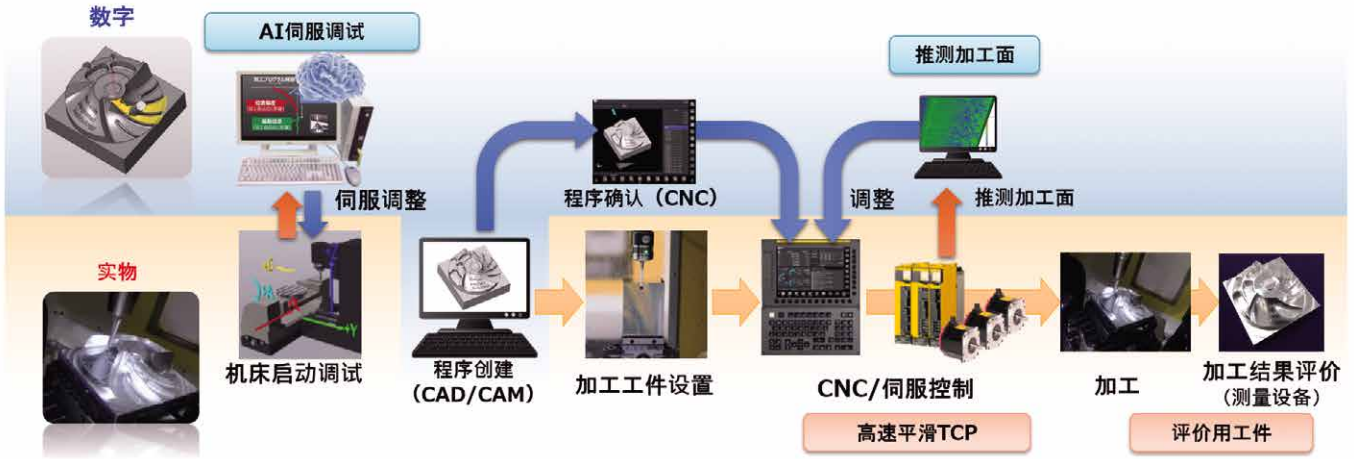 数字
AI伺服调试
推测加工面
伺服调整
程序确认（CNC）
调整
推测加工面
实物
机床启动调试
程序创建
（CAD/CAM）
加工工件设置
CNC/伺服控制
加工
加工结果评价
（测量设备）
高速平滑TCP
评价用工件